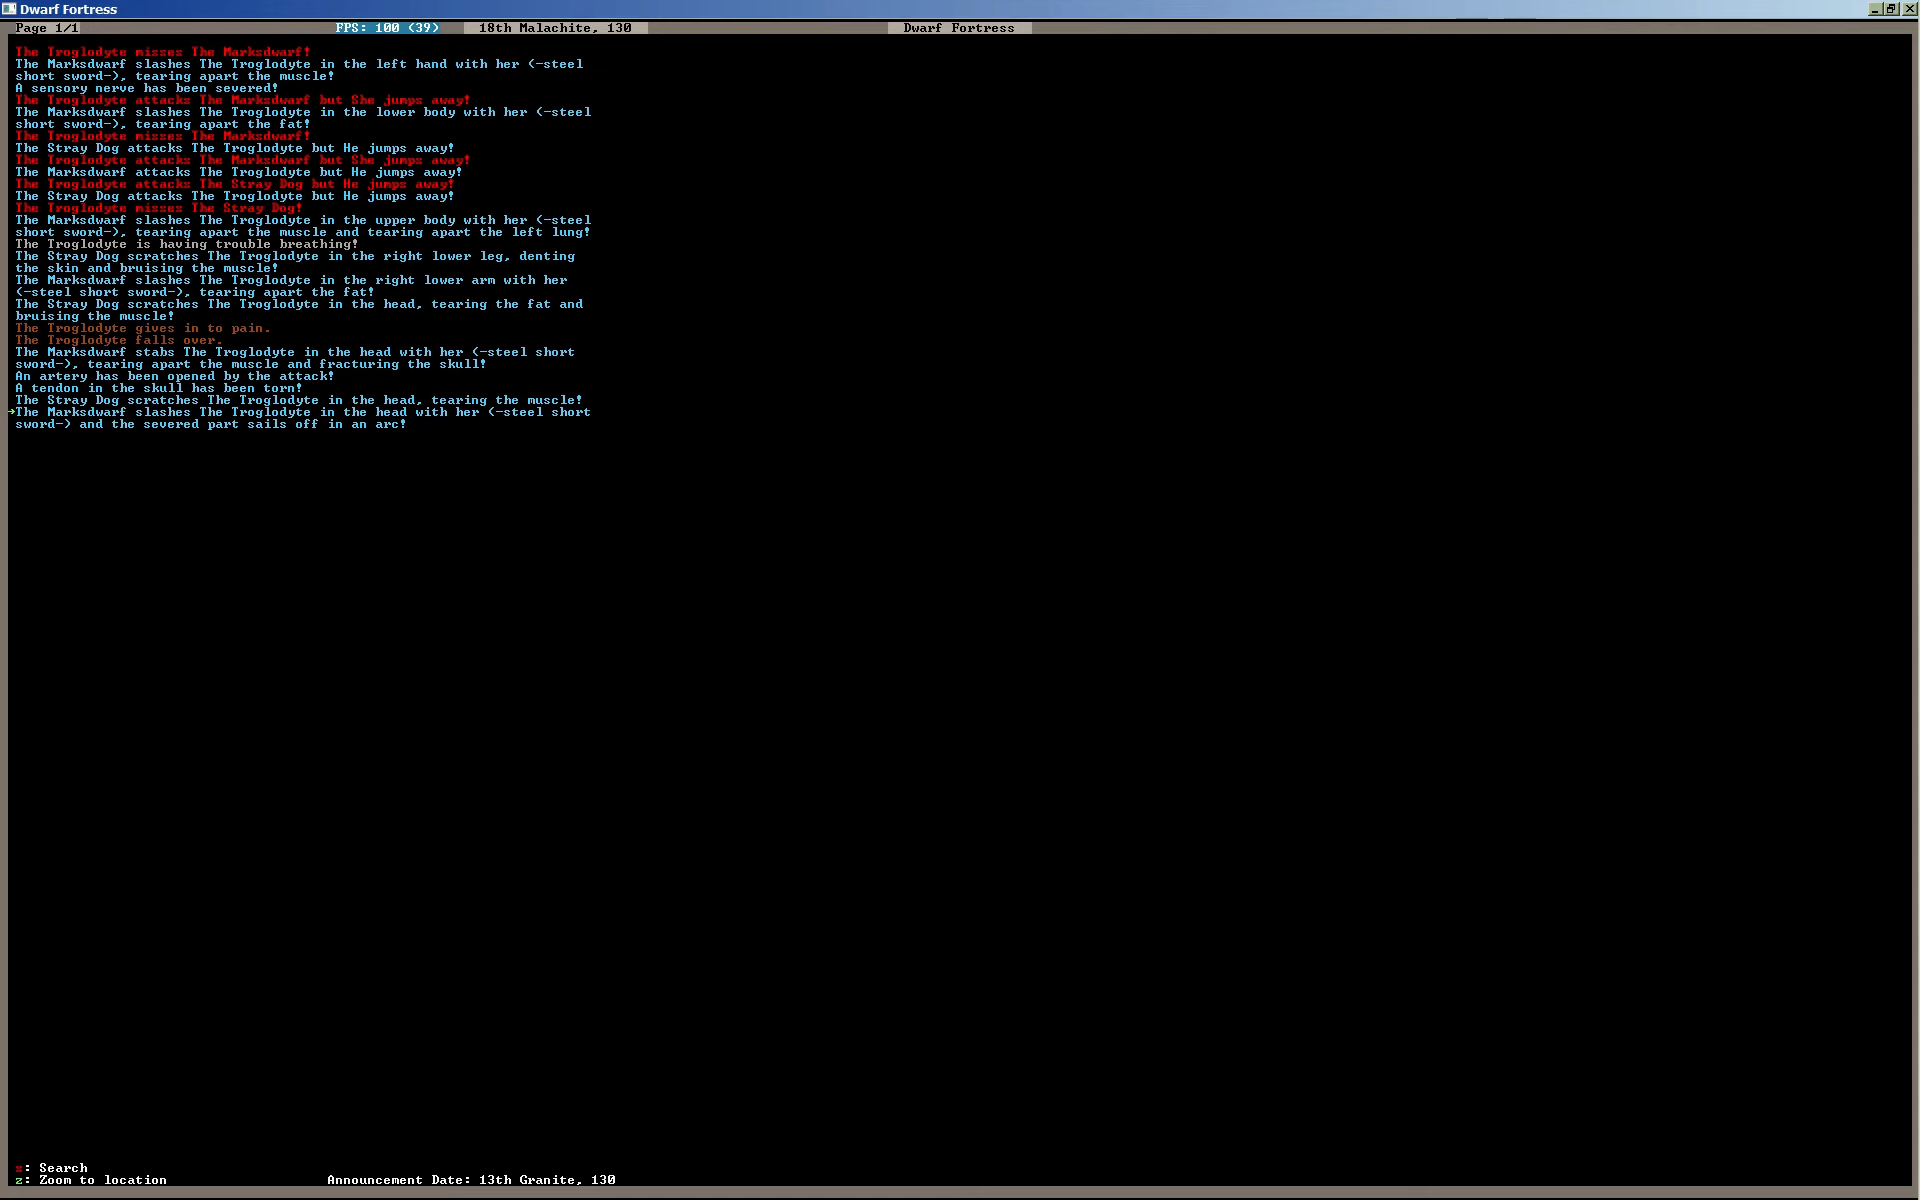 Dwarf Fortress
Page 1/1 FPS: 100 (39) 18th Malachite, 130 Dwarf Fortress
The Troglodyte misses The Marksdwarf!
The Marksdwarf slashes The Troglodyte in the left hand with her (-steel
short sword-), tearing apart the muscle!
A sensory nerve has been severed!
The Troglodyte attacks The Marksdwarf but She jumps away!
The Marksdwarf slashes The Troglodyte in the lower body with her (-steel
short sword-), tearing apart the fat!
The Troglodyte misses The Marksdwarf!
The Stray Dog attacks The Troglodyte but He jumps away!
The Troglodyte attacks The Marksdwarf but She jumps away!
The Marksdwarf attacks The Troglodyte but He jumps away!
The Troglodyte attacks The Stray Dog but He jumps away!
The Stray Dog attacks The Troglodyte but He jumps away!
The Troglodyte misses The Stray Dog!
The Marksdwarf slashes The Troglodyte in the upper body with her (-steel
short sword-), tearing apart the muscle and tearing apart the left lung!
The Troglodyte is having trouble breathing!
The Stray Dog scratches The Troglodyte in the right lower leg, denting
the skin and bruising the muscle!
The Marksdwarf slashes The Troglodyte in the right lower arm with her
(-steel short sword-), tearing apart the fat!
The Stray Dog scratches The Troglodyte in the head, tearing the fat and
bruising the muscle!
The Troglodyte gives in to pain.
The Troglodyte falls over.
The Marksdwarf stabs The Troglodyte in the head with her (-steel short
sword-), tearing apart the muscle and fracturing the skull!
An artery has been opened by the attack!
A tendon in the skull has been torn!
The Stray Dog scratches The Troglodyte in the head, tearing the muscle!
→The Marksdwarf slashes The Troglodyte in the head with her (-steel short
sword-) and the severed part sails off in an arc!
s: Search
z: Zoom to location Announcement Date: 13th Granite, 130